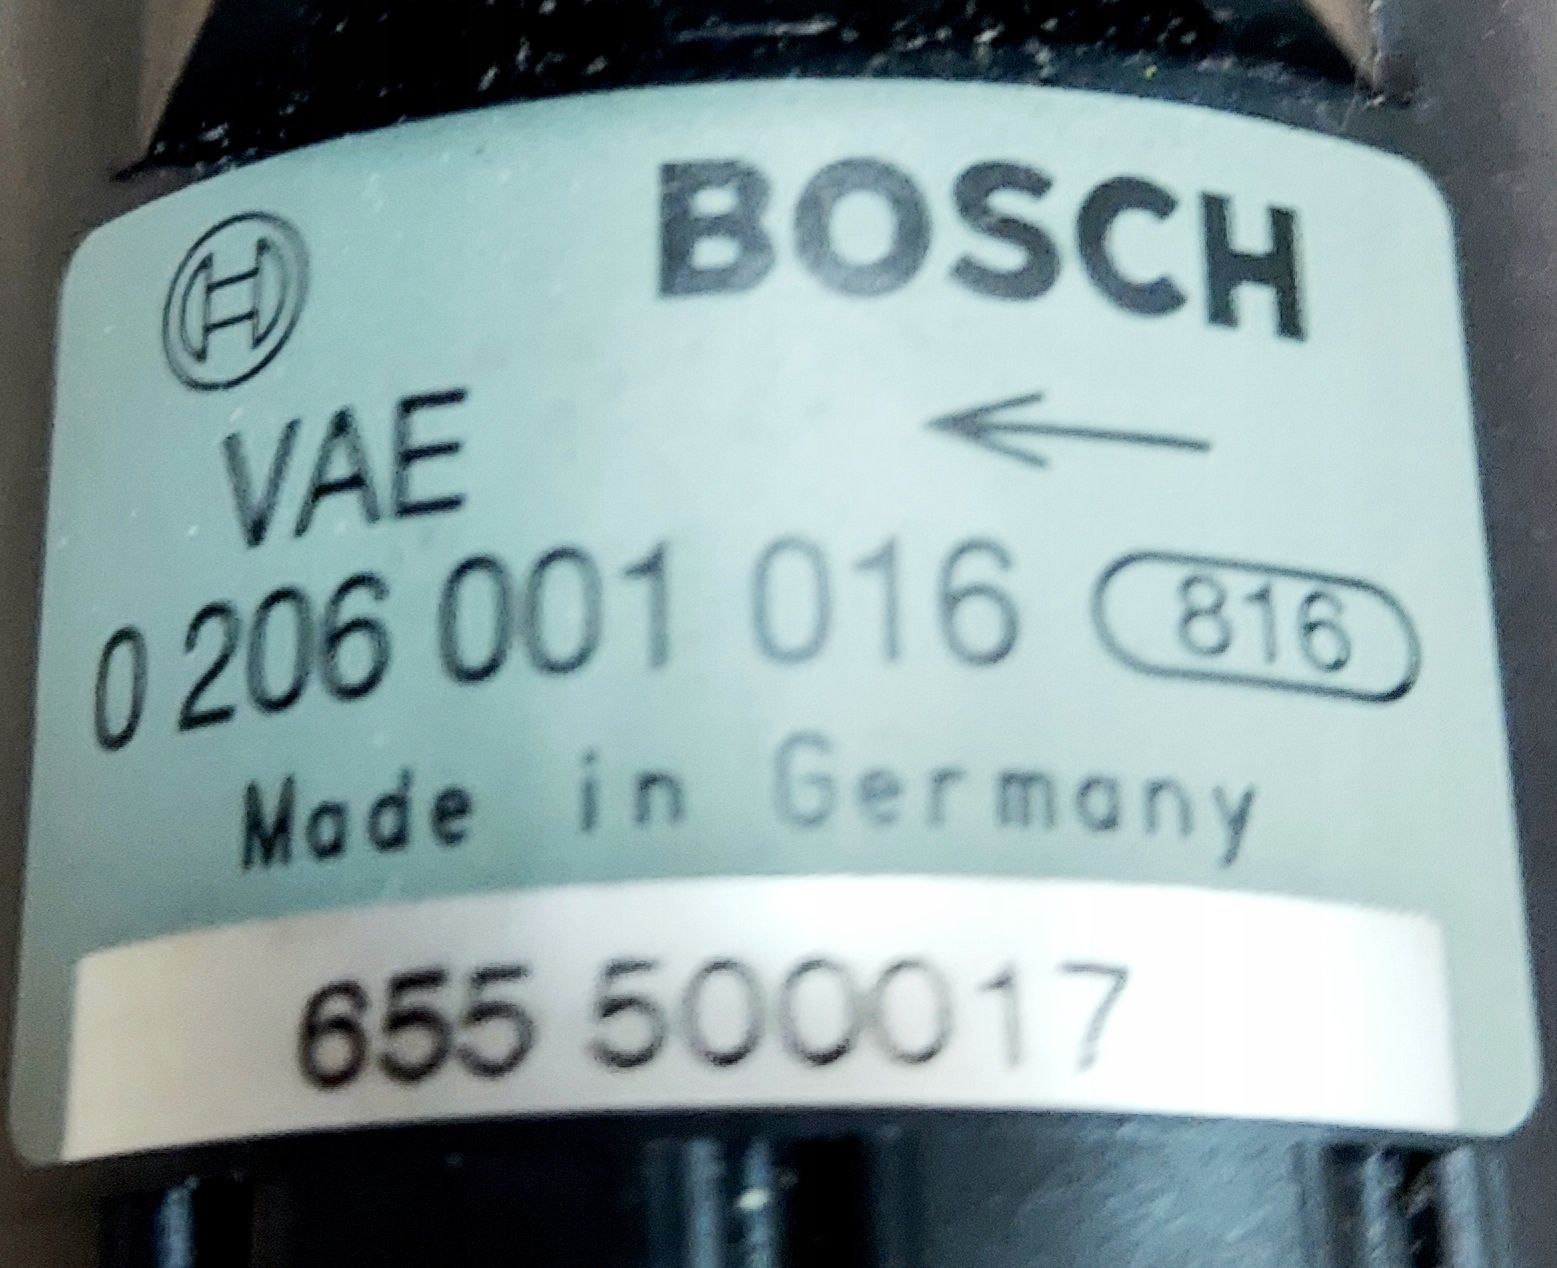 BOSCH
VAE
0 206 001 016 816
Made in Germany
655 500017